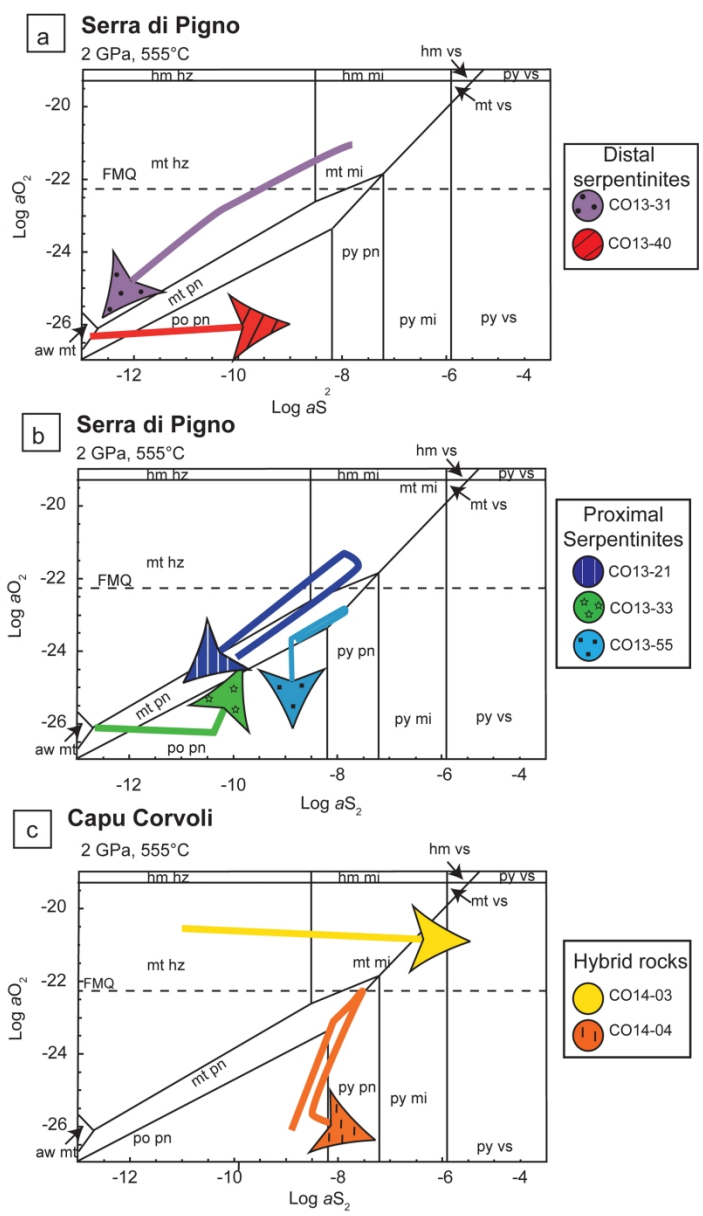 a
Serra di Pigno
2 GPa, 555°C
hm vs
hm hz
hm mi
py vs
mt vs
-20
mt hz
mt mi
FMQ
-22
Log aO2
-24
py pn
mt pn
po pn
-26
aw mt
py mi
py vs
-12
-10
-8
-6
-4
Log aS2
Distal
serpentinites
CO13-31
CO13-40
b
Serra di Pigno
2 GPa, 555°C
hm vs
hm hz
hm mi
py vs
mt mi
mt vs
-20
mt hz
FMQ
-22
Log aO2
-24
py pn
mt pn
py mi
py vs
-26
po pn
aw mt
-12
-10
-8
-6
-4
Log aS2
Proximal
Serpentinites
CO13-21
CO13-33
CO13-55
c
Capu Corvoli
2 GPa, 555°C
hm vs
hm hz
hm mi
py vs
mt vs
-20
mt hz
mt mi
FMQ
-22
Log aO2
-24
mt pn
py pn
py mi
-26
po pn
aw mt
py vs
-12
-10
-8
-6
-4
Log aS2
Hybrid rocks
CO14-03
CO14-04